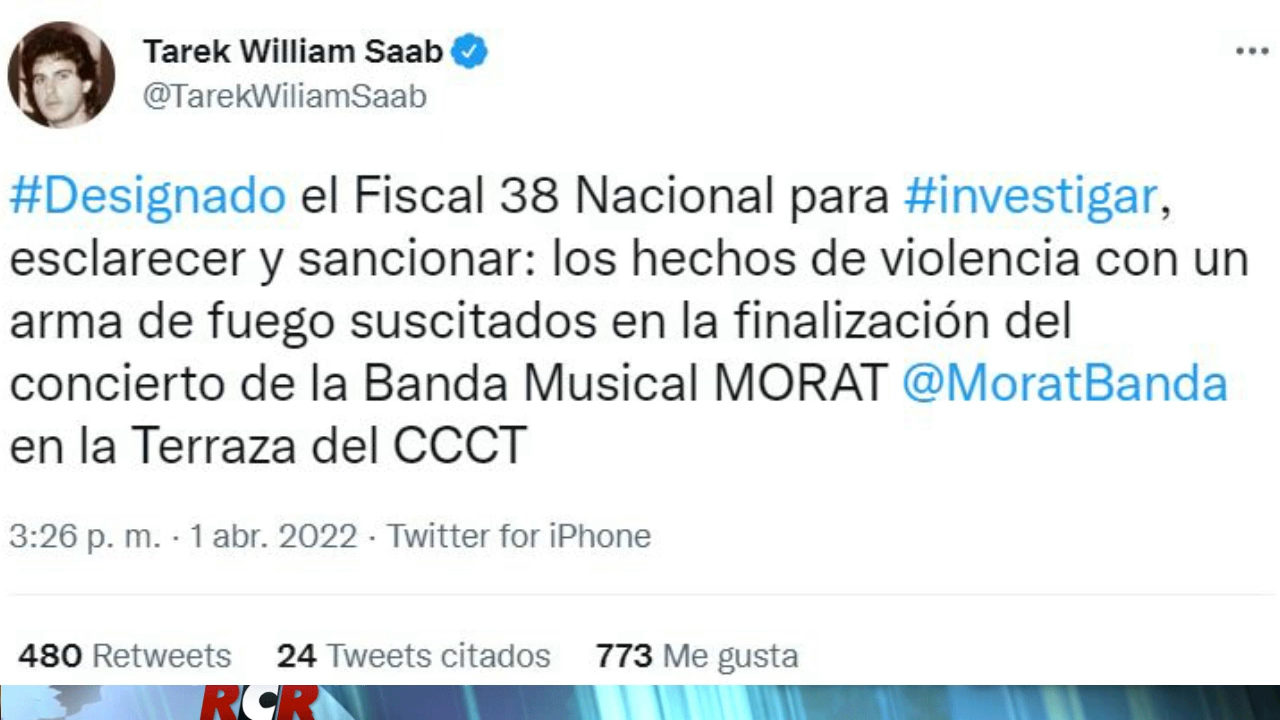 Tarek William Saab
@TarekWiliamSaab
#Designado el Fiscal 38 Nacional para #investigar,
esclarecer y sancionar: los hechos de violencia con un
arma de fuego suscitados en la finalización del
concierto de la Banda Musical MORAT @MoratBanda
en la Terraza del CCCT
3:26 p. m. · 1 abr. 2022 · Twitter for iPhone
480 Retweets 24 Tweets citados 773 Me gusta
RCR